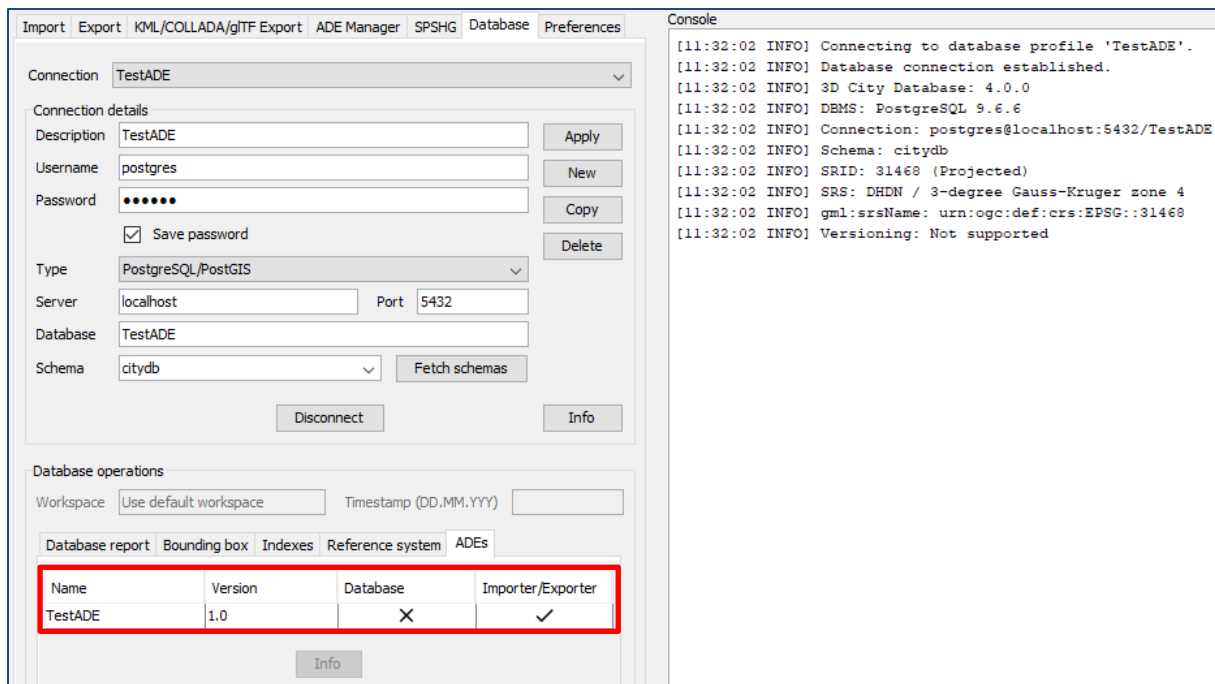 Import Export KML/COLLADA/glTF Export ADE Manager SPSHG Database Preferences
Connection TestADE
Connection details
Description TestADE Apply
Username postgres New
Password ●●●●●● Copy
Save password Delete
Type PostgreSQL/PostGIS
Server localhost Port 5432
Database TestADE
Schema citydb Fetch schemas
Disconnect Info
Database operations
Workspace Use default workspace Timestamp (DD.MM.YYY)
Database report Bounding box Indexes Reference system ADEs
Name Version Database Importer/Exporter
TestADE 1.0
Info
Console
[11:32:02 INFO] Connecting to database profile 'TestADE'.
[11:32:02 INFO] Database connection established.
[11:32:02 INFO] 3D City Database: 4.0.0
[11:32:02 INFO] DBMS: PostgreSQL 9.6.6
[11:32:02 INFO] Connection: postgres@localhost:5432/TestADE
[11:32:02 INFO] Schema: citydb
[11:32:02 INFO] SRID: 31468 (Projected)
[11:32:02 INFO] SRS: DHDN / 3-degree Gauss-Kruger zone 4
[11:32:02 INFO] gml:srsName: urn:ogc:def:crs:EPSG::31468
[11:32:02 INFO] Versioning: Not supported